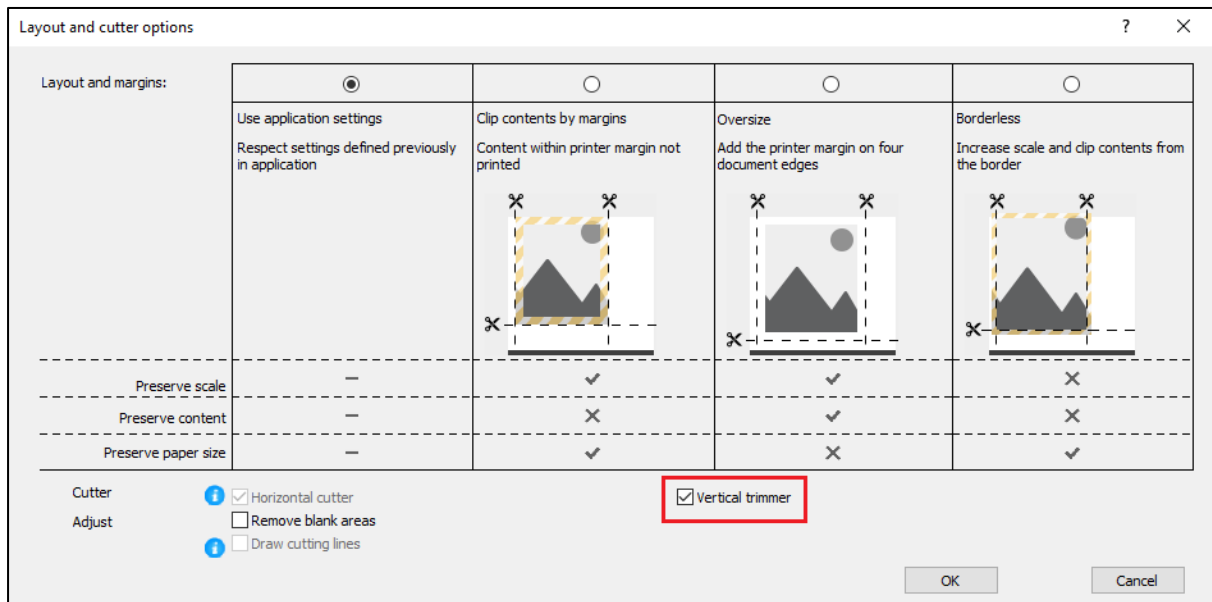 Layout and cutter options
?
Layout and margins:
Use application settings
Respect settings defined previously
in application
Clip contents by margins
Content within printer margin not
printed
Oversize
Add the printer margin on four
document edges
Borderless
Increase scale and clip contents from
the border
Preserve scale
Preserve content
Preserve paper size
Cutter
Horizontal cutter
Vertical trimmer
Adjust
Remove blank areas
Draw cutting lines
OK
Cancel